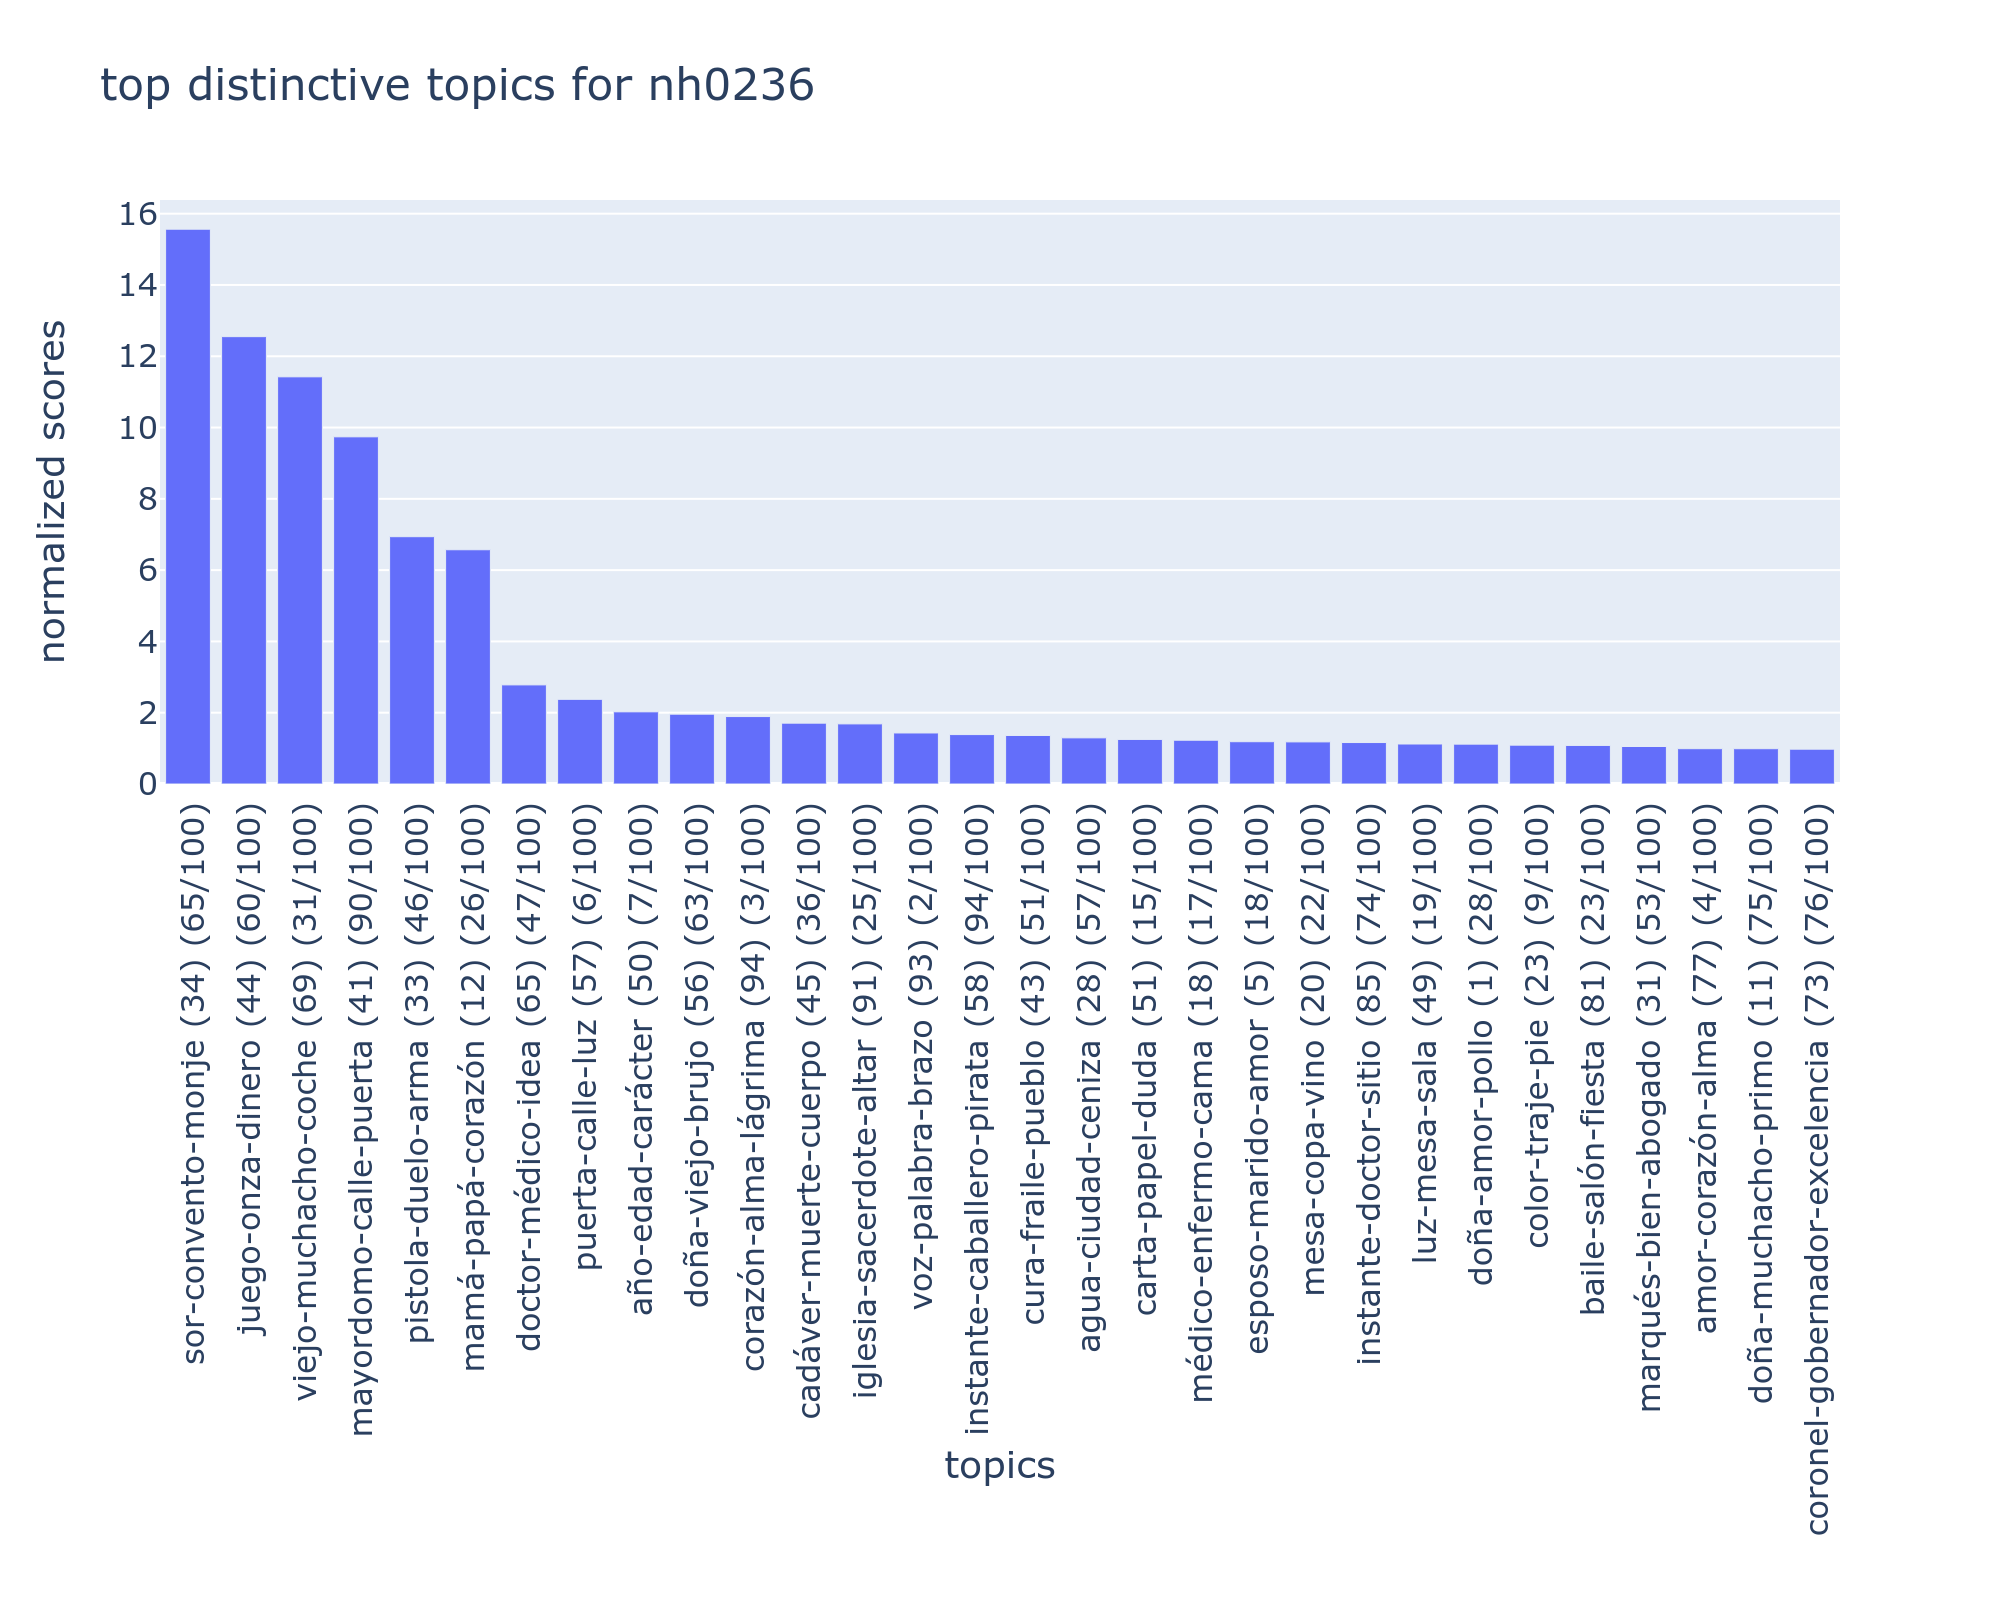 top distinctive topics for nh0236
normalized scores
16
14
12
10
8
6
4
2
0
sor-convento-monje (34) (65/100)
juego-onza-dinero (44) (60/100)
viejo-muchacho-coche (69) (31/100)
mayordomo-calle-puerta (41) (90/100)
pistola-duelo-arma (33) (46/100)
mamá-papá-corazón (12) (26/100)
doctor-médico-idea (65) (47/100)
puerta-calle-luz (57) (6/100)
año-edad-carácter (50) (7/100)
doña-viejo-brujo (56) (63/100)
corazón-alma-lágrima (94) (3/100)
cadáver-muerte-cuerpo (45) (36/100)
iglesia-sacerdote-altar (91) (25/100)
voz-palabra-brazo (93) (2/100)
instante-caballero-pirata (58) (94/100)
cura-fraile-pueblo (43) (51/100)
agua-ciudad-ceniza (28) (57/100)
carta-papel-duda (51) (15/100)
médico-enfermo-cama (18) (17/100)
esposo-marido-amor (5) (18/100)
mesa-copa-vino (20) (22/100)
instante-doctor-sitio (85) (74/100)
luz-mesa-sala (49) (19/100)
doña-amor-pollo (1) (28/100)
color-traje-pie (23) (9/100)
baile-salón-fiesta (81) (23/100)
marqués-bien-abogado (31) (53/100)
amor-corazón-alma (77) (4/100)
doña-muchacho-primo (11) (75/100)
coronel-gobernador-excelencia (73) (76/100)
topics